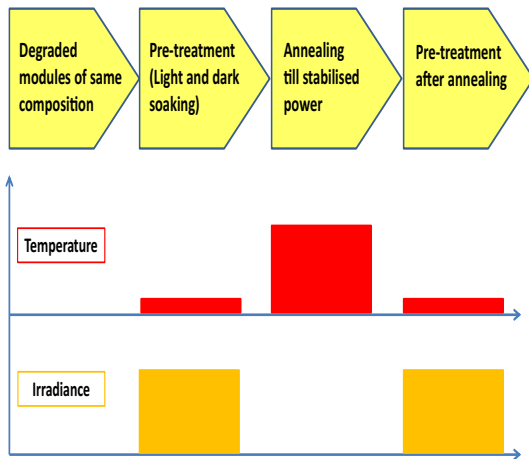 Degraded
modules of same
composition
Pre-treatment
(Light and dark
soaking)
Annealing
till stabilised
power
Pre-treatment
after annealing
Temperature
Irradiance